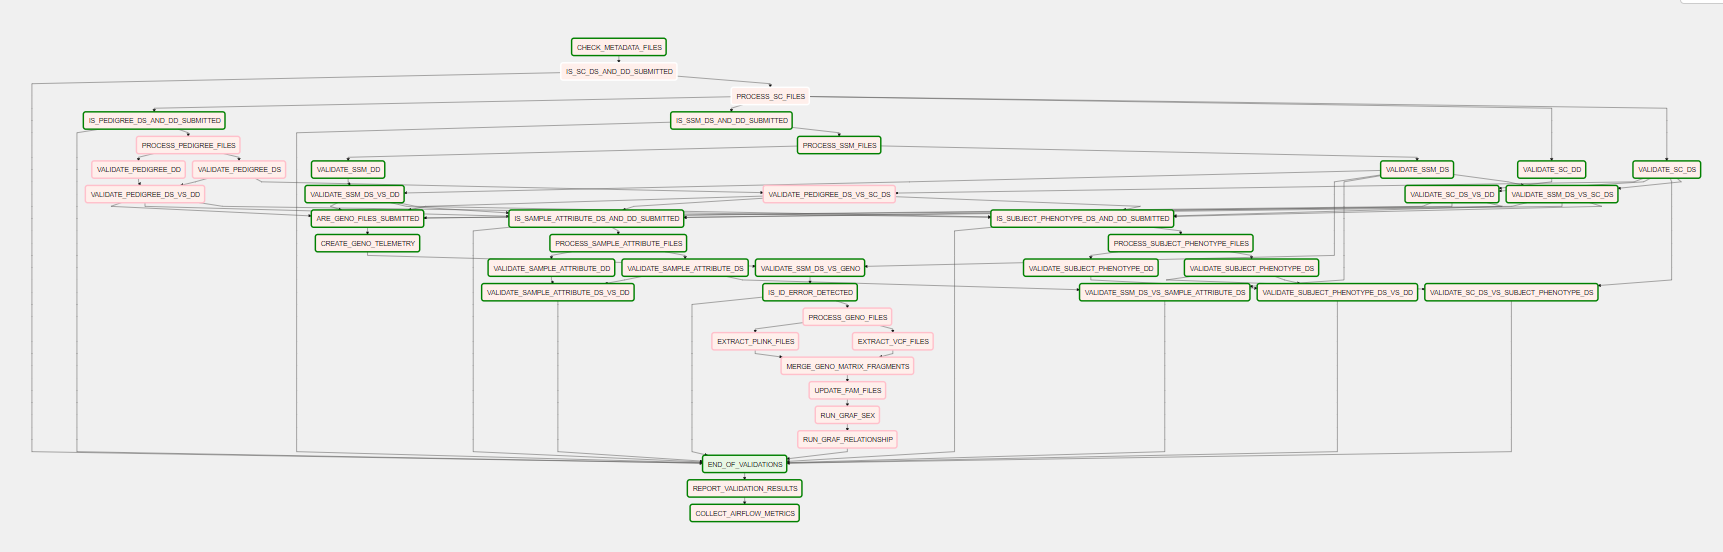 CHECK_METADATA_FILES
IS_SC_DS_AND_DD_SUBMITTED
PROCESS_SC_FILES
IS_PEDIGREE_DS_AND_DD_SUBMITTED
IS_SSM_DS_AND_DD_SUBMITTED
PROCESS_PEDIGREE_FILES
PROCESS_SSM_FILES
VALIDATE_PEDIGREE_DD
VALIDATE_PEDIGREE_DS
VALIDATE_SSM_DD
VALIDATE_SSM_DS
VALIDATE_SC_DD
VALIDATE_SC_DS
VALIDATE_PEDIGREE_DS_VS_DD
VALIDATE_SSM_DS_VS_DD
VALIDATE_PEDIGREE_DS_VS_SC_DS
VALIDATE_SC_DS_VS_DD
VALIDATE_SSM_DS_VS_SC_DS
ARE_GENO_FILES_SUBMITTED
IS_SAMPLE_ATTRIBUTE_DS_AND_DD_SUBMITTED
IS_SUBJECT_PHENOTYPE_DS_AND_DD_SUBMITTED
CREATE_GENO_TELEMETRY
PROCESS_SAMPLE_ATTRIBUTE_FILES
PROCESS_SUBJECT_PHENOTYPE_FILES
VALIDATE_SAMPLE_ATTRIBUTE_DD
VALIDATE_SAMPLE_ATTRIBUTE_DS
VALIDATE_SSM_DS_VS_GENO
VALIDATE_SUBJECT_PHENOTYPE_DD
VALIDATE_SUBJECT_PHENOTYPE_DS
VALIDATE_SAMPLE_ATTRIBUTE_DS_VS_DD
IS_ID_ERROR_DETECTED
VALIDATE_SSM_DS_VS_SAMPLE_ATTRIBUTE_DS
VALIDATE_SUBJECT_PHENOTYPE_DS_VS_DD
VALIDATE_SC_DS_VS_SUBJECT_PHENOTYPE_DS
PROCESS_GENO_FILES
EXTRACT_PLINK_FILES
EXTRACT_VCF_FILES
MERGE_GENO_MATRIX_FRAGMENTS
UPDATE_FAM_FILES
RUN_GRAF_SEX
RUN_GRAF_RELATIONSHIP
END_OF_VALIDATIONS
REPORT_VALIDATION_RESULTS
COLLECT_AIRFLOW_METRICS